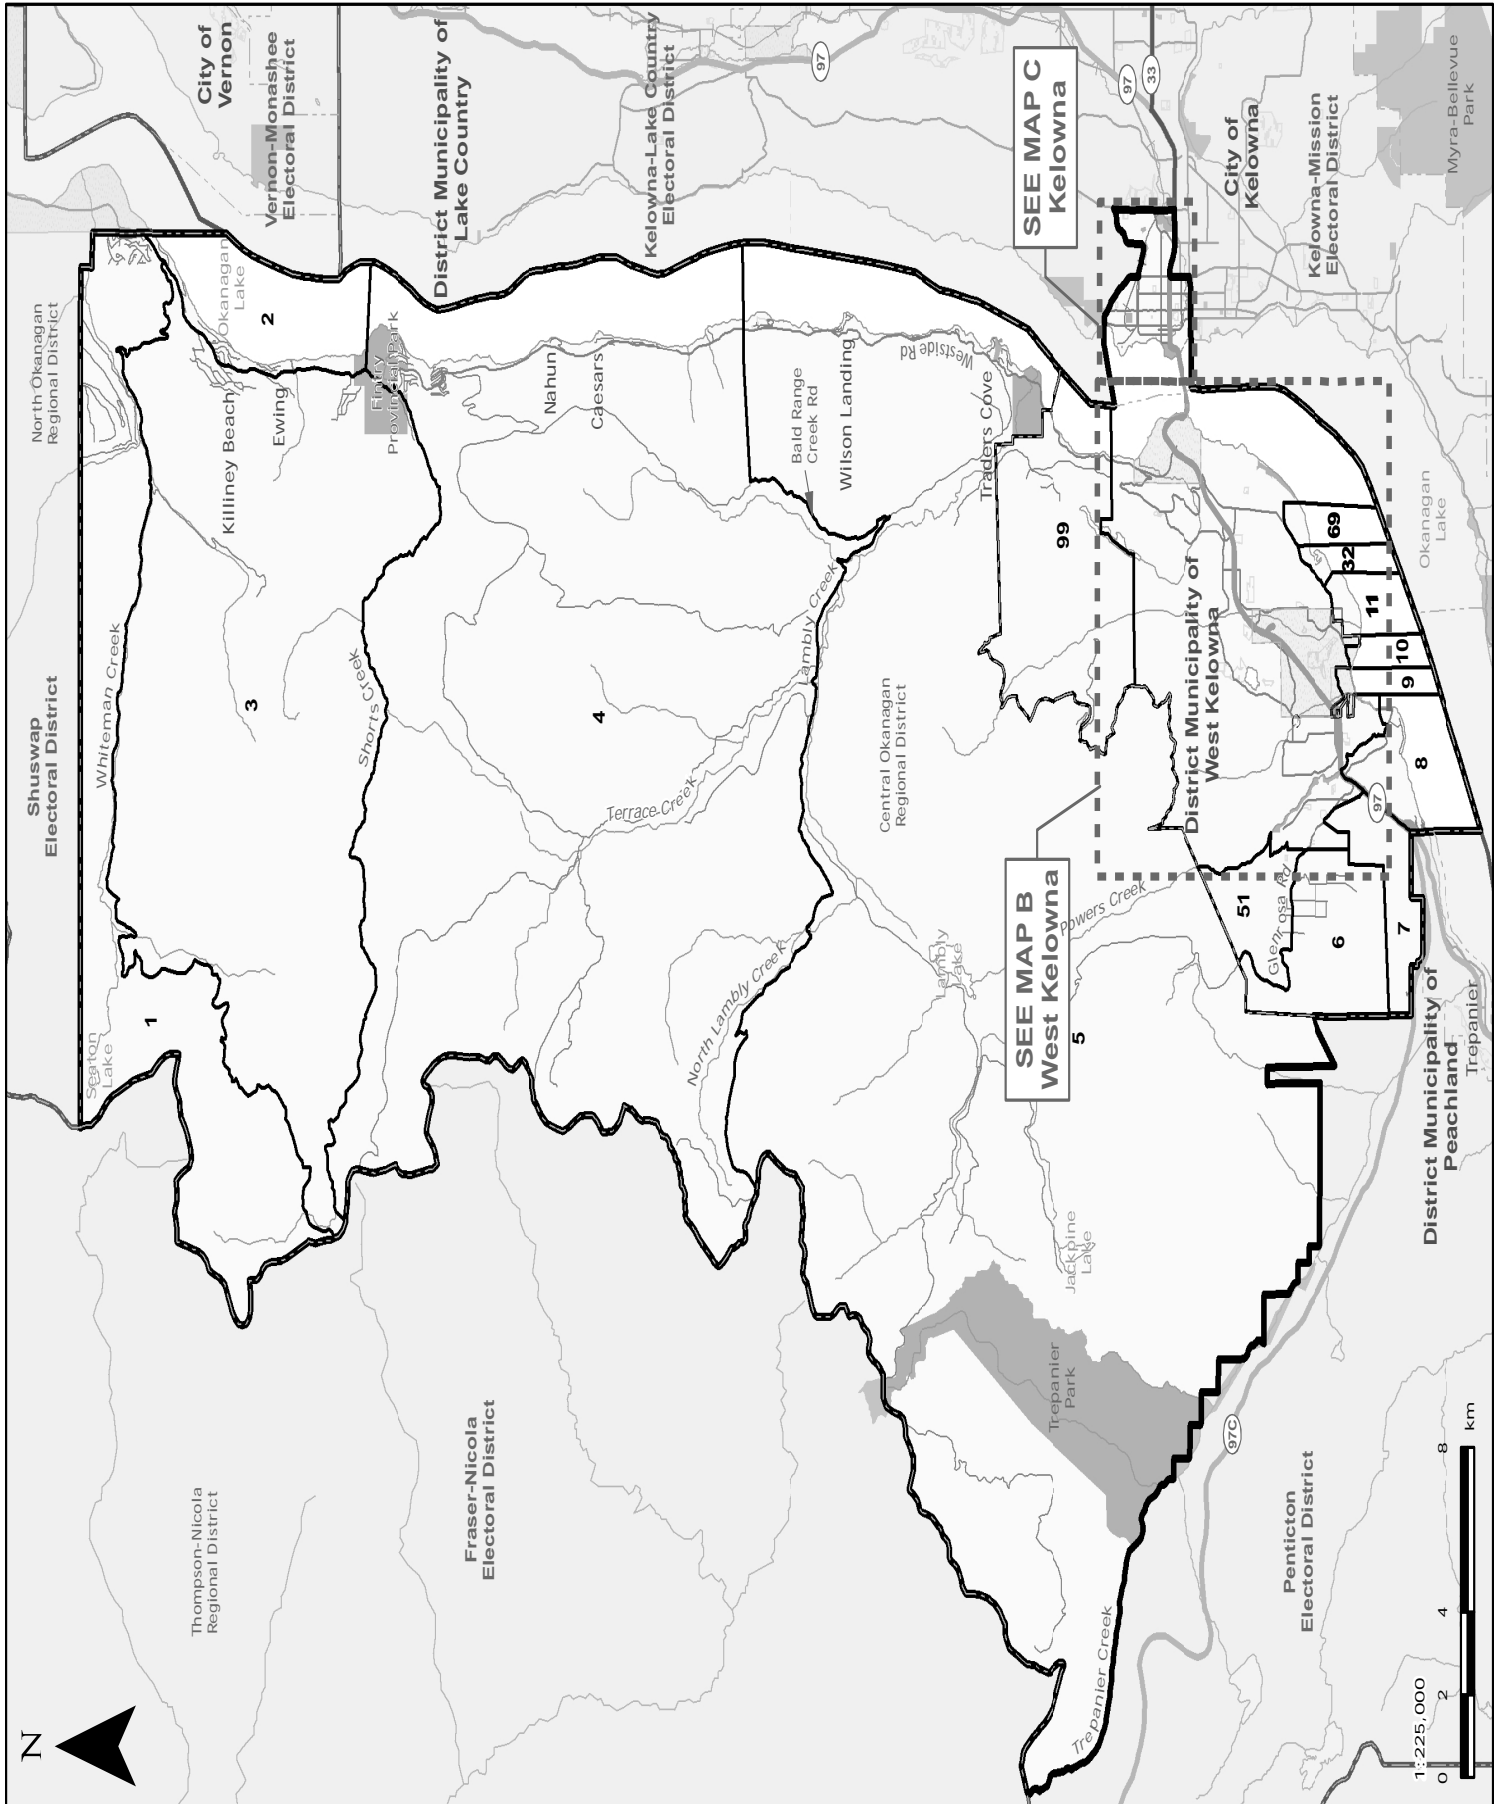 N
Shuswap
Electoral District
North Okanagan
Regional District
City of
Vernon
Vernon-Monashee
Electoral District
Seaton
Lake
Whiteman Creek
1
Killiney Beach
Ewing
Okanagan
Lake
2
3
Shorts Creek
Fintry
Provincial Park
District Municipality of
Lake Country
Thompson-Nicola
Regional District
Fraser-Nicola
Electoral District
Nahun
Caesars
4
Terrace Creek
Kelowna-Lake Country
Electoral District
97
North Lambly Creek
Lambly Creek
Bald Range
Creek Rd
Wilson Landing
Westside Rd
Central Okanagan
Regional District
Traders Cove
Lambly
Lake
99
SEE MAP C
Kelowna
97
33
SEE MAP B
West Kelowna
5
Powers Creek
Jackpine
Lake
Trepanier
Park
Trepanier Creek
District Municipality of
West Kelowna
City of
Kelowna
Kelowna-Mission
Electoral District
Myra-Bellevue
Park
51
Glenrosa Rd
6
7
97
8
9
10
11
32
69
Okanagan
Lake
97C
Penticton
Electoral District
District Municipality of
Peachland
Trepanier
1:225,000
0
2
4
8
km